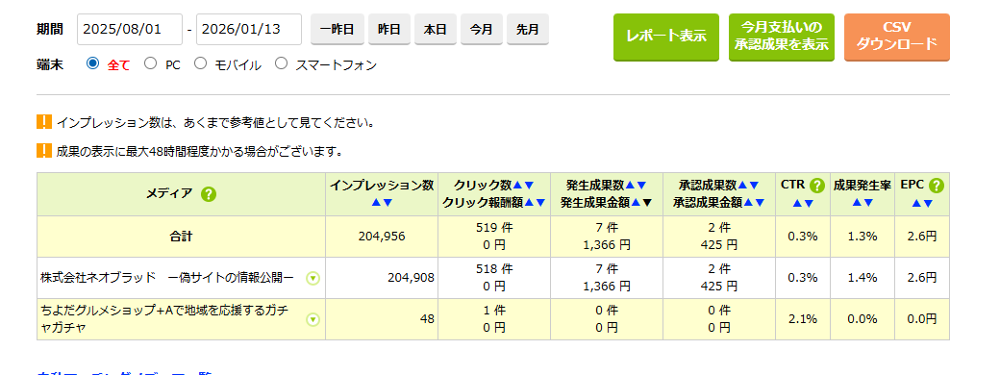 期間 2025/08/01 - 2026/01/13 一昨日 昨日 本日 今月 先月
レポート表示
今月支払いの
承認成果を表示
CSV
ダウンロード
端末 全て PC モバイル スマートフォン
! インプレッション数は、あくまで参考値として見てください。
! 成果の表示に最大48時間程度かかる場合がございます。
メディア ?
インプレッション数
▲▼
クリック数▲▼
クリック報酬額▲▼
発生成果数▲▼
発生成果金額▲▼
承認成果数▲▼
承認成果金額▲▼
CTR ?
▲▼
成果発生率
▲▼
EPC ?
▲▼
合計
204,956
519 件
0 円
7 件
1,366 円
2 件
425 円
0.3%
1.3%
2.6円
株式会社ネオブラッド －偽サイトの情報公開－
204,908
518 件
0 円
7 件
1,366 円
2 件
425 円
0.3%
1.4%
2.6円
ちよだグルメショップ+Aで地域を応援するガチ
ャガチャ
48
1 件
0 円
0 件
0 円
0 件
0 円
2.1%
0.0%
0.0円